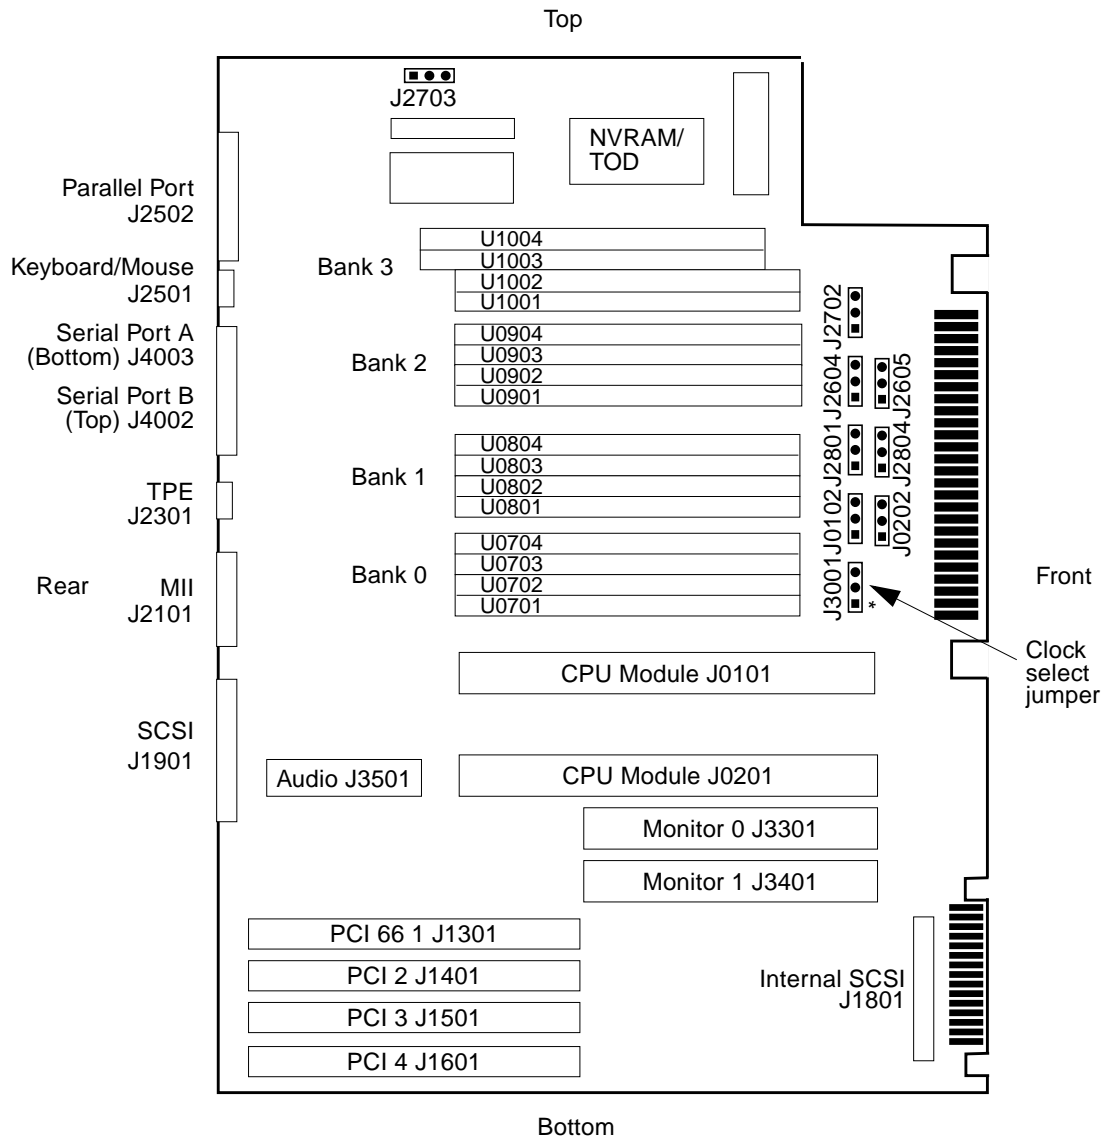 Top
J2703
NVRAM/
TOD
Parallel Port
J2502
Keyboard/Mouse
J2501
Serial Port A
(Bottom) J4003
Serial Port B
(Top) J4002
TPE
J2301
Rear
MII
J2101
SCSI
J1901
Bank 3
U1004
U1003
U1002
U1001
Bank 2
U0904
U0903
U0902
U0901
Bank 1
U0804
U0803
U0802
U0801
Bank 0
U0704
U0703
U0702
U0701
J2702
J2604
J2605
J2801
J2804
J0102
J0202
J3001
*
Front
Clock
select
jumper
CPU Module J0101
Audio J3501
CPU Module J0201
Monitor 0 J3301
Monitor 1 J3401
PCI 66 1 J1301
PCI 2 J1401
PCI 3 J1501
PCI 4 J1601
Internal SCSI
J1801
Bottom